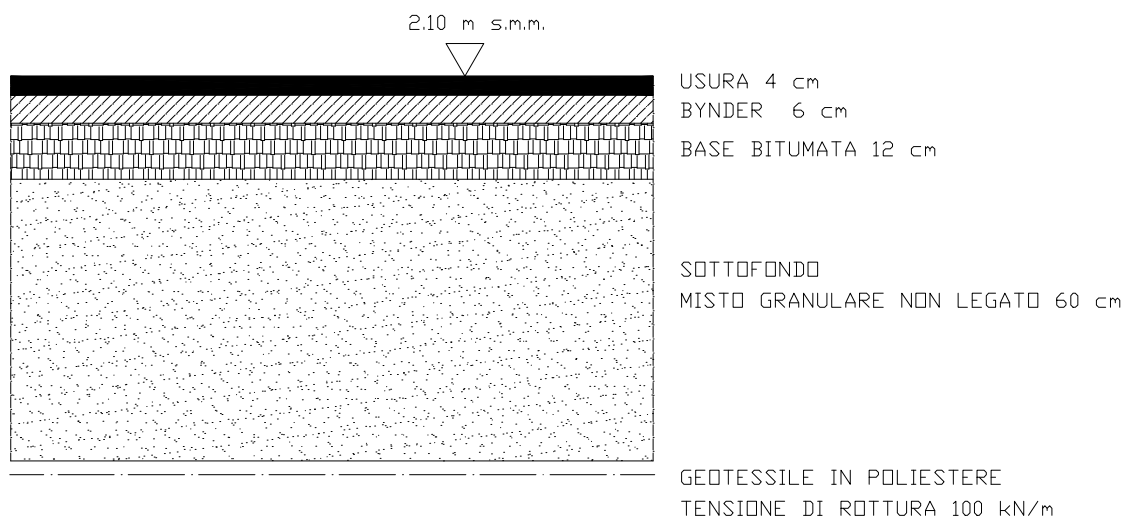 2.10 m s.m.m.
USURA 4 cm
BYNDER 6 cm
BASE BITUMATA 12 cm
SOTTOFONDO
MISTO GRANULARE NON LEGATO 60 cm
GEOTESSILE IN POLIESTERE
TENSIONE DI ROTTURA 100 kN/m